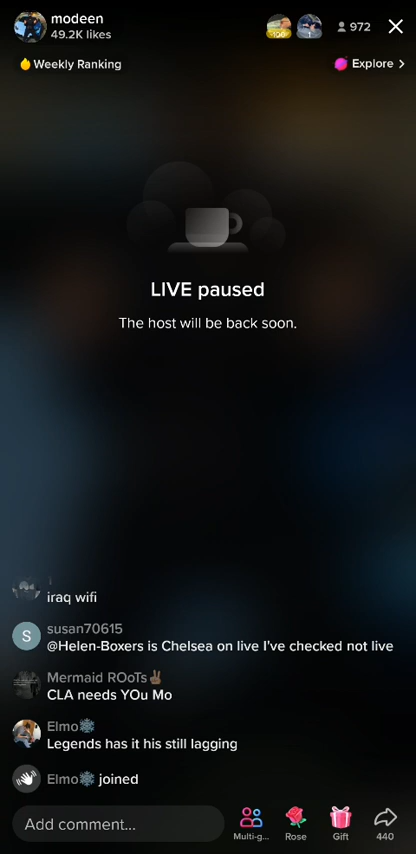 modeen
49.2K likes
100
1
972
Weekly Ranking
Explore
LIVE paused
The host will be back soon.
iraq wifi
S
susan70615
@Helen-Boxers is Chelsea on live I've checked not live
Mermaid ROoTs✌🏽
CLA needs YOu Mo
Elmo❄️
Legends has it his still lagging
Elmo❄️ joined
Add comment...
Multi-g...
Rose
Gift
440